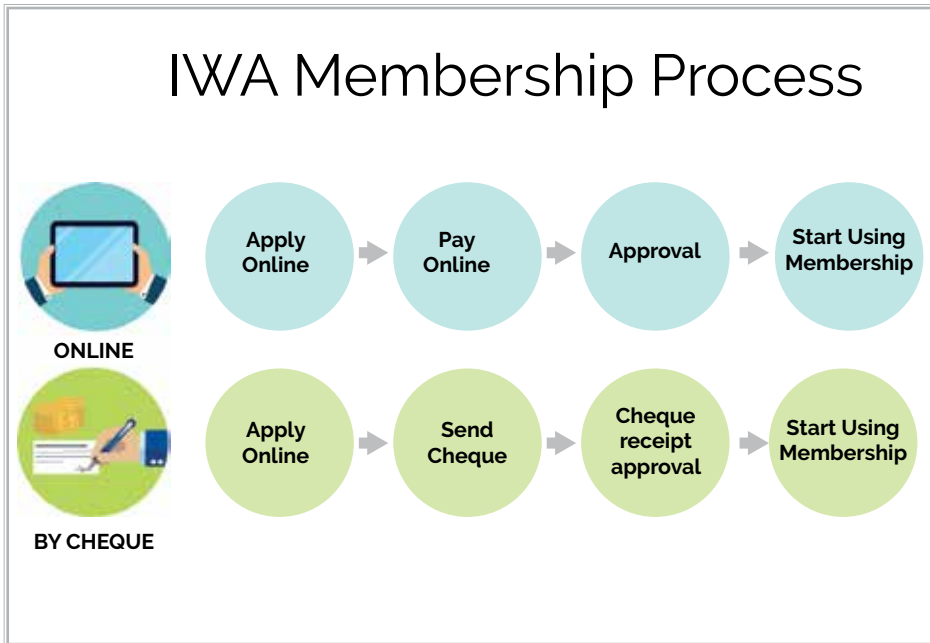 IWA Membership Process
Apply
Online
Pay
Online
Approval
Start Using
Membership
ONLINE
Apply
Online
Send
Cheque
Cheque
receipt
approval
Start Using
Membership
BY CHEQUE